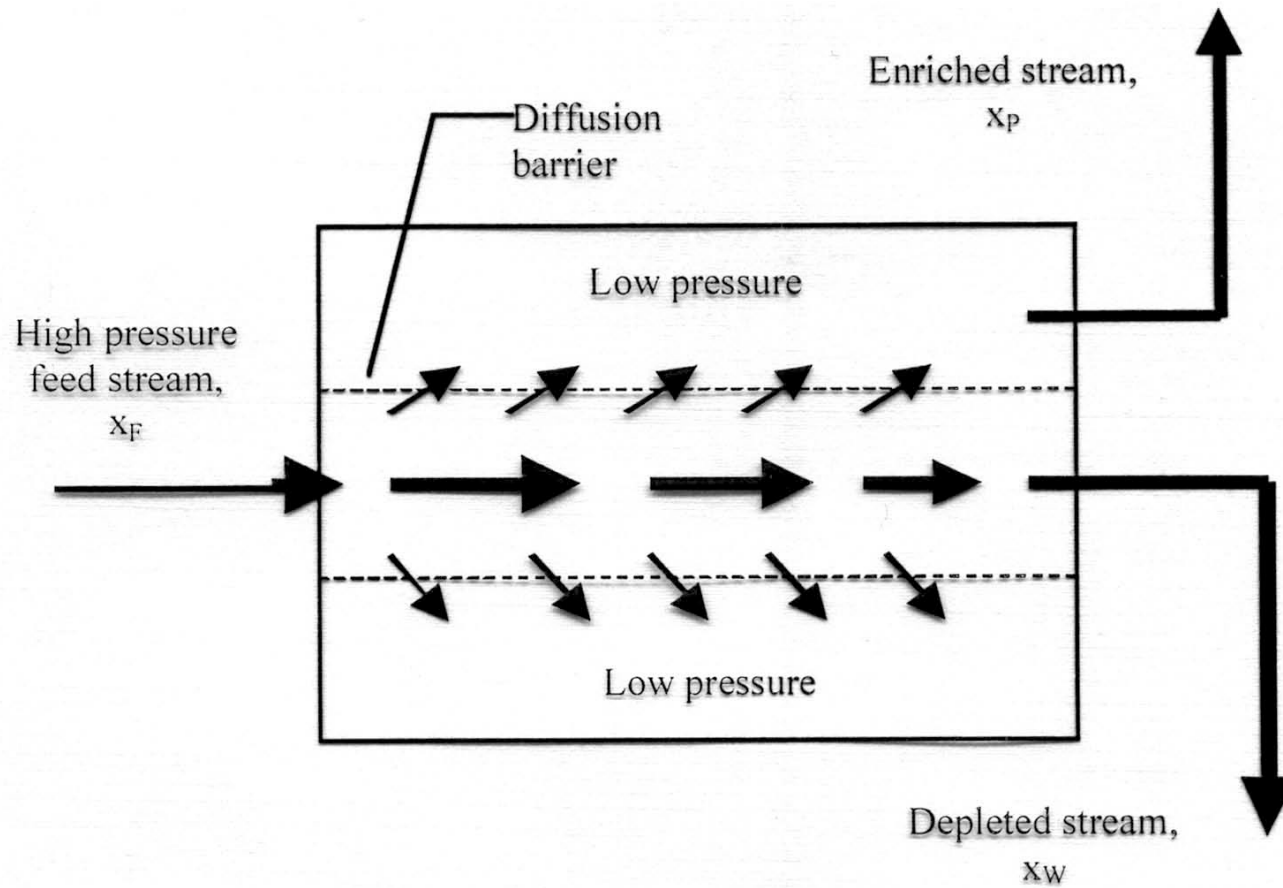 Enriched stream,
xP
Diffusion
barrier
Low pressure
High pressure
feed stream,
xF
Low pressure
Depleted stream,
xW